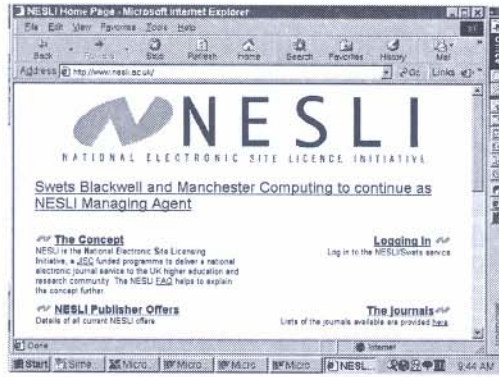 NESLI Home Page - Microsoft Internet Explorer
File Edit View Favorites Tools Help
Back Stop Refresh Home Search Favorites History Mail
Address http://www.nesli.ac.uk/ Go Links
NESLI
NATIONAL ELECTRONIC SITE LICENCE INITIATIVE
Swets Blackwell and Manchester Computing to continue as
NESLI Managing Agent
The Concept
NESLI is the National Electronic Site Licensing
Initiative, a JISC funded programme to deliver a national
electronic journal service to the UK higher education and
research community. The NESLI FAQ helps to explain
the concept further.
Logging In
Log in to the NESLI/Swets service
NESLI Publisher Offers
Details of all current NESLI offers
The Journals
Lists of the journals available are provided here.
Done Internet
Start Sime... Micro... Micro... Micro... Micro... NESL... 9:44 AM